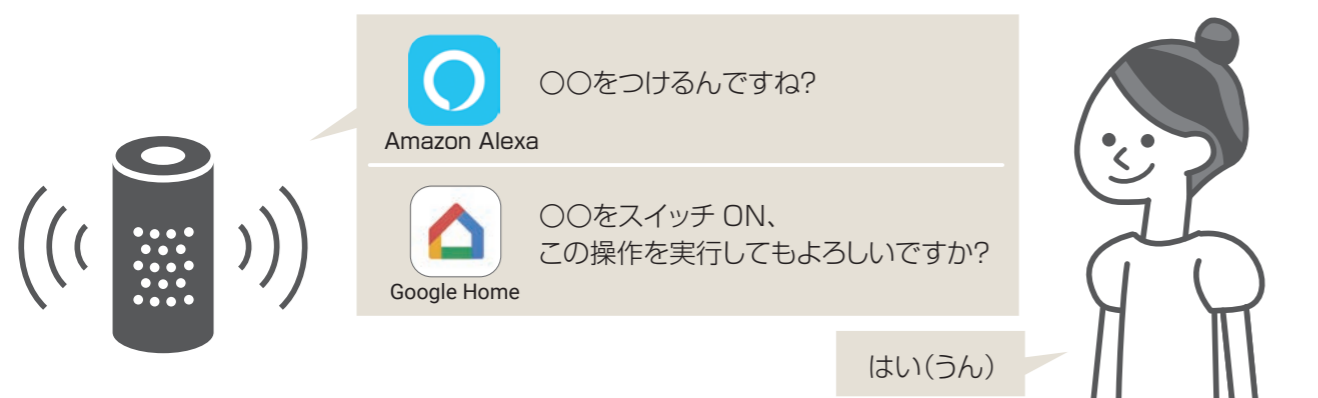 〇〇をつけるんですね?
Amazon Alexa
〇〇をスイッチ ON、
この操作を実行してもよろしいですか?
Google Home
はい(うん)